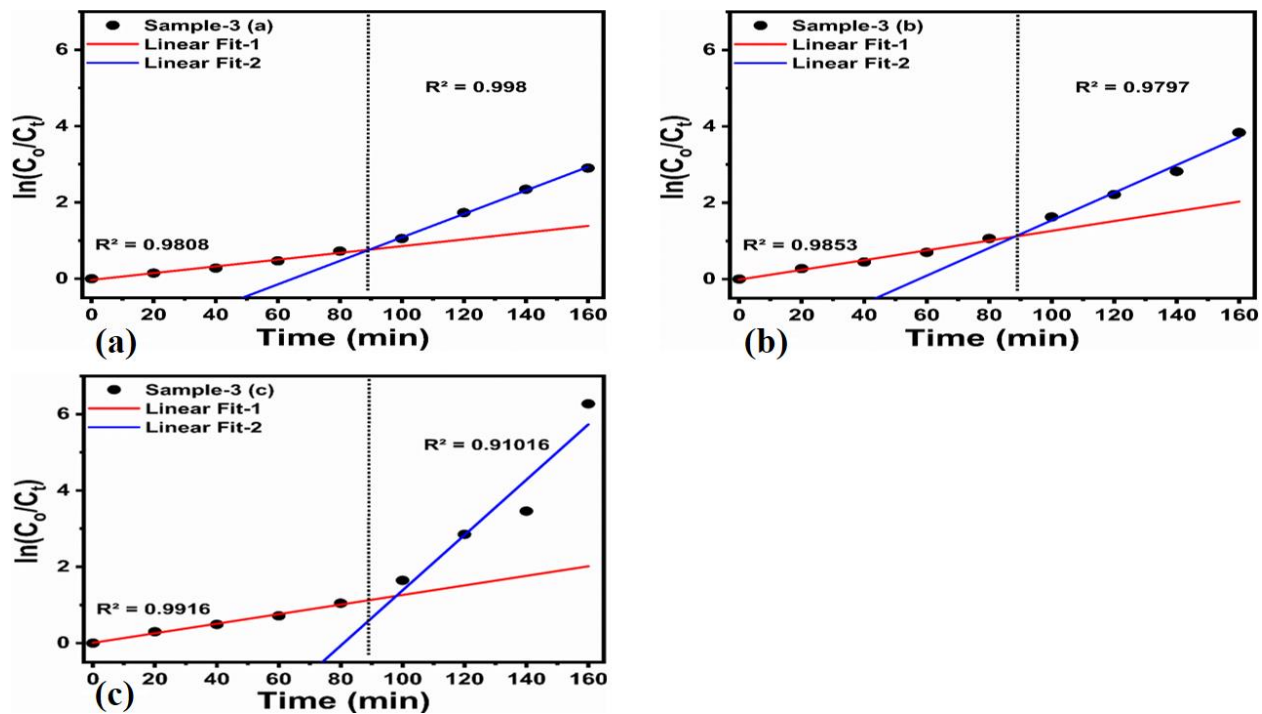 Sample-3 (a)
Linear Fit-1
Linear Fit-2
R² = 0.998
R² = 0.9808
ln(C₀/Cₜ)
6
4
2
0
0 20 40 60 80 100 120 140 160
Time (min)
(a)
Sample-3 (b)
Linear Fit-1
Linear Fit-2
R² = 0.9797
R² = 0.9853
ln(C₀/Cₜ)
6
4
2
0
0 20 40 60 80 100 120 140 160
Time (min)
(b)
Sample-3 (c)
Linear Fit-1
Linear Fit-2
R² = 0.91016
R² = 0.9916
ln(C₀/Cₜ)
6
4
2
0
0 20 40 60 80 100 120 140 160
Time (min)
(c)